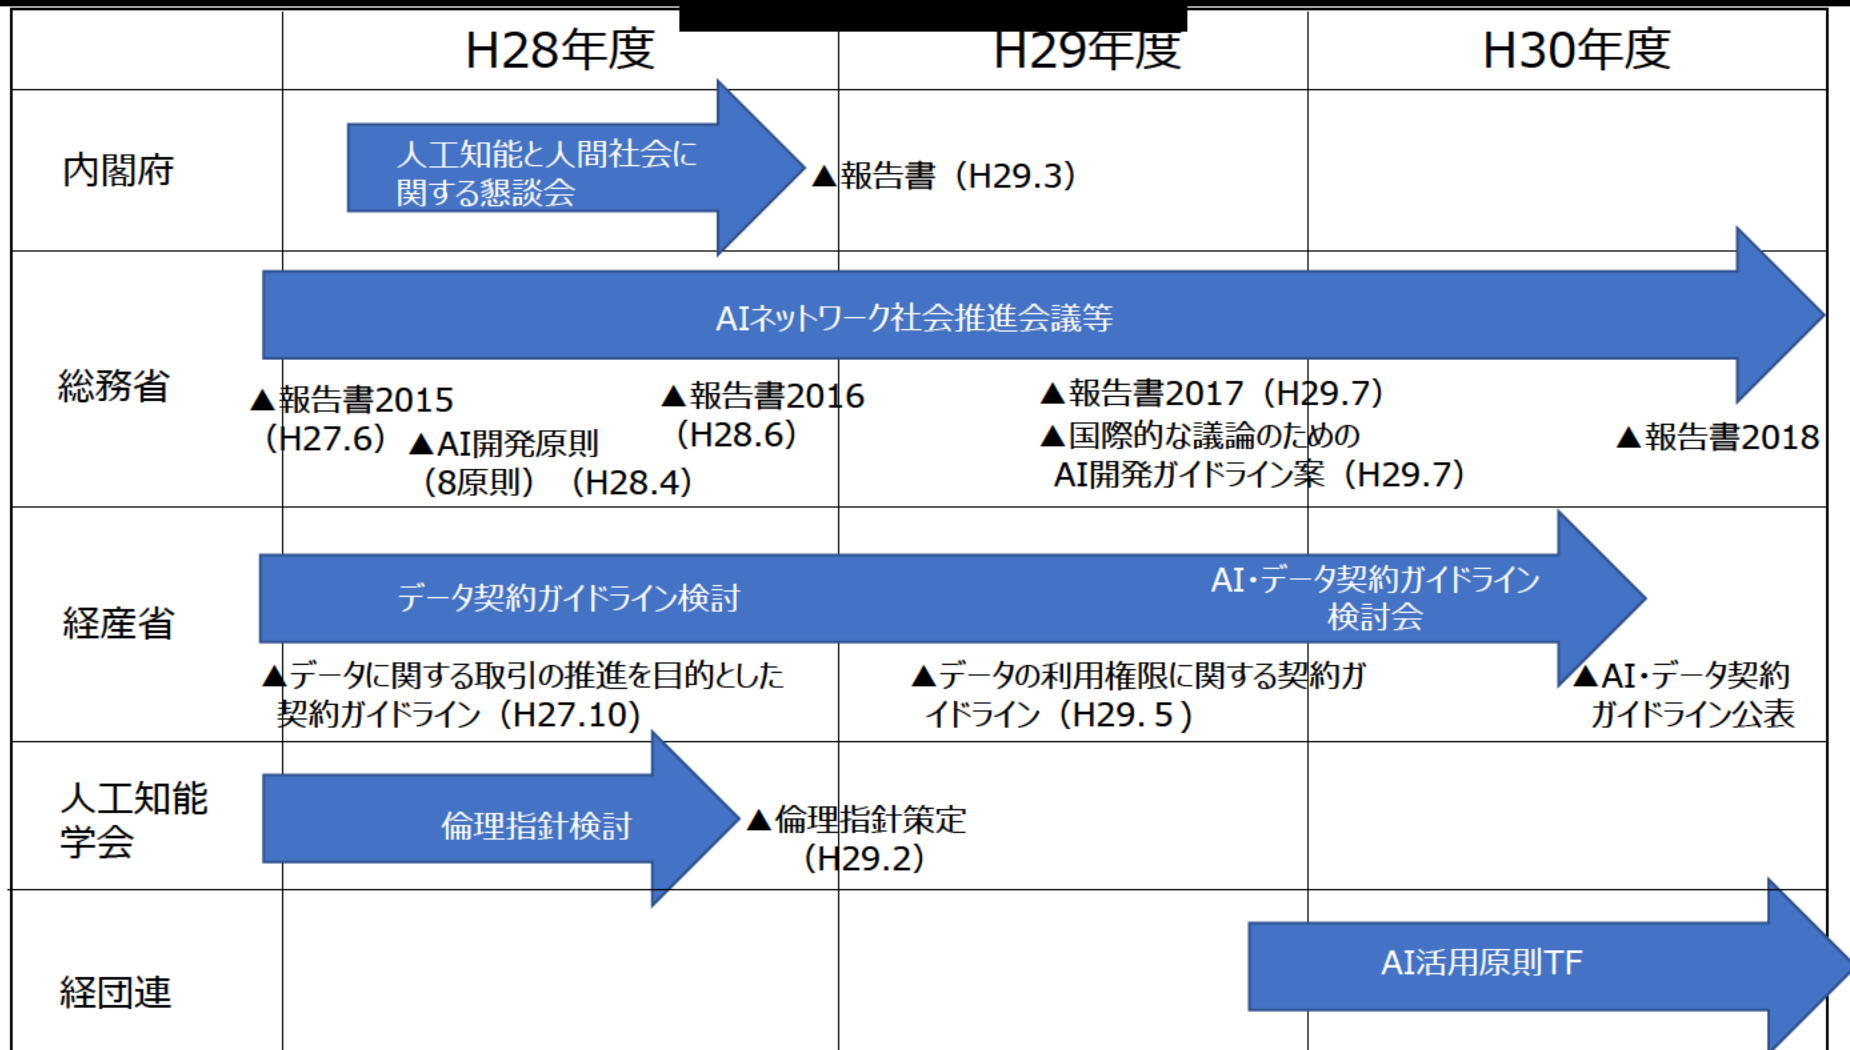 H28年度
H29年度
H30年度
内閣府
人工知能と人間社会に
関する懇談会
▲報告書（H29.3）
総務省
AIネットワーク社会推進会議等
▲報告書2015
（H27.6）
▲AI開発原則
（8原則）（H28.4）
▲報告書2016
（H28.6）
▲報告書2017（H29.7）
▲国際的な議論のための
AI開発ガイドライン案（H29.7）
▲報告書2018
経産省
データ契約ガイドライン検討
AI・データ契約ガイドライン
検討会
▲データに関する取引の推進を目的とした
契約ガイドライン（H27.10）
▲データの利用権限に関する契約ガ
イドライン（H29.５）
▲AI・データ契約
ガイドライン公表
人工知能
学会
倫理指針検討
▲倫理指針策定
（H29.2）
経団連
AI活用原則TF